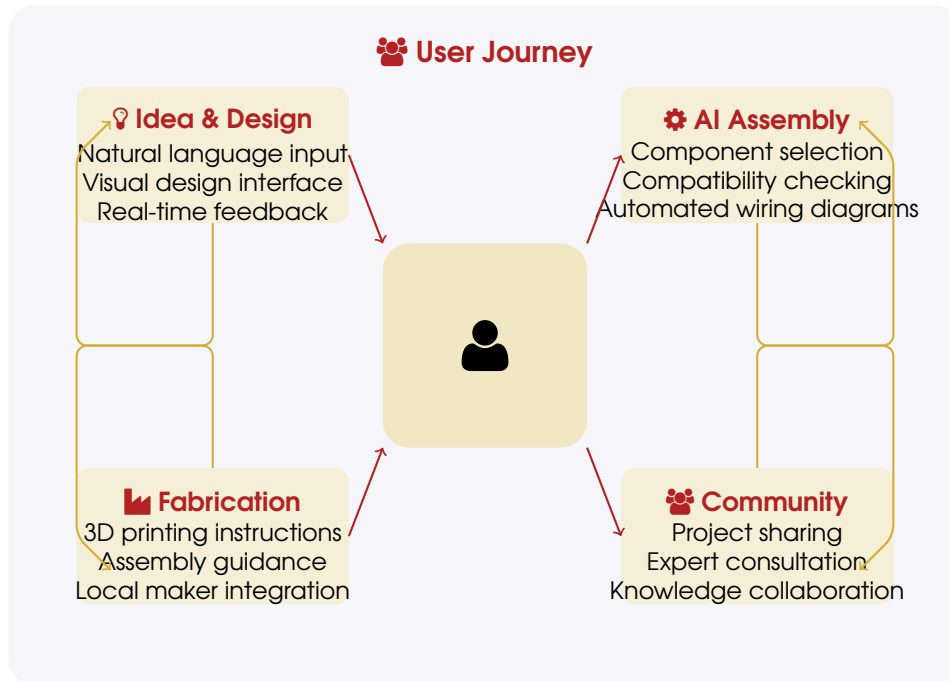 User Journey
Idea & Design
Natural language input
Visual design interface
Real-time feedback
AI Assembly
Component selection
Compatibility checking
Automated wiring diagrams
Fabrication
3D printing instructions
Assembly guidance
Local maker integration
Community
Project sharing
Expert consultation
Knowledge collaboration